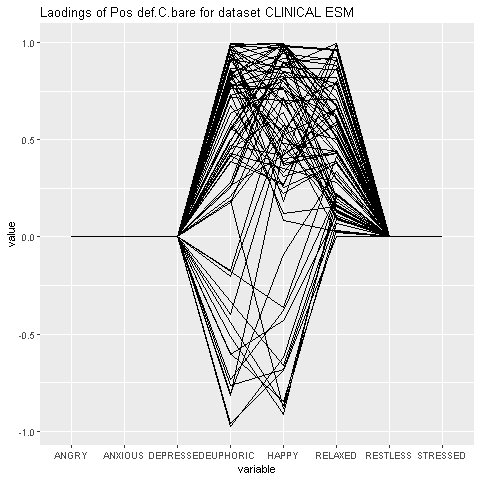 Laodings of Pos def.C.bare for dataset CLINICAL ESM
1.0
0.5
0.0
-0.5
-1.0
value
ANGRY ANXIOUS DEPRESSEDEUPHORIC HAPPY RELAXED RESTLESS STRESSED
variable